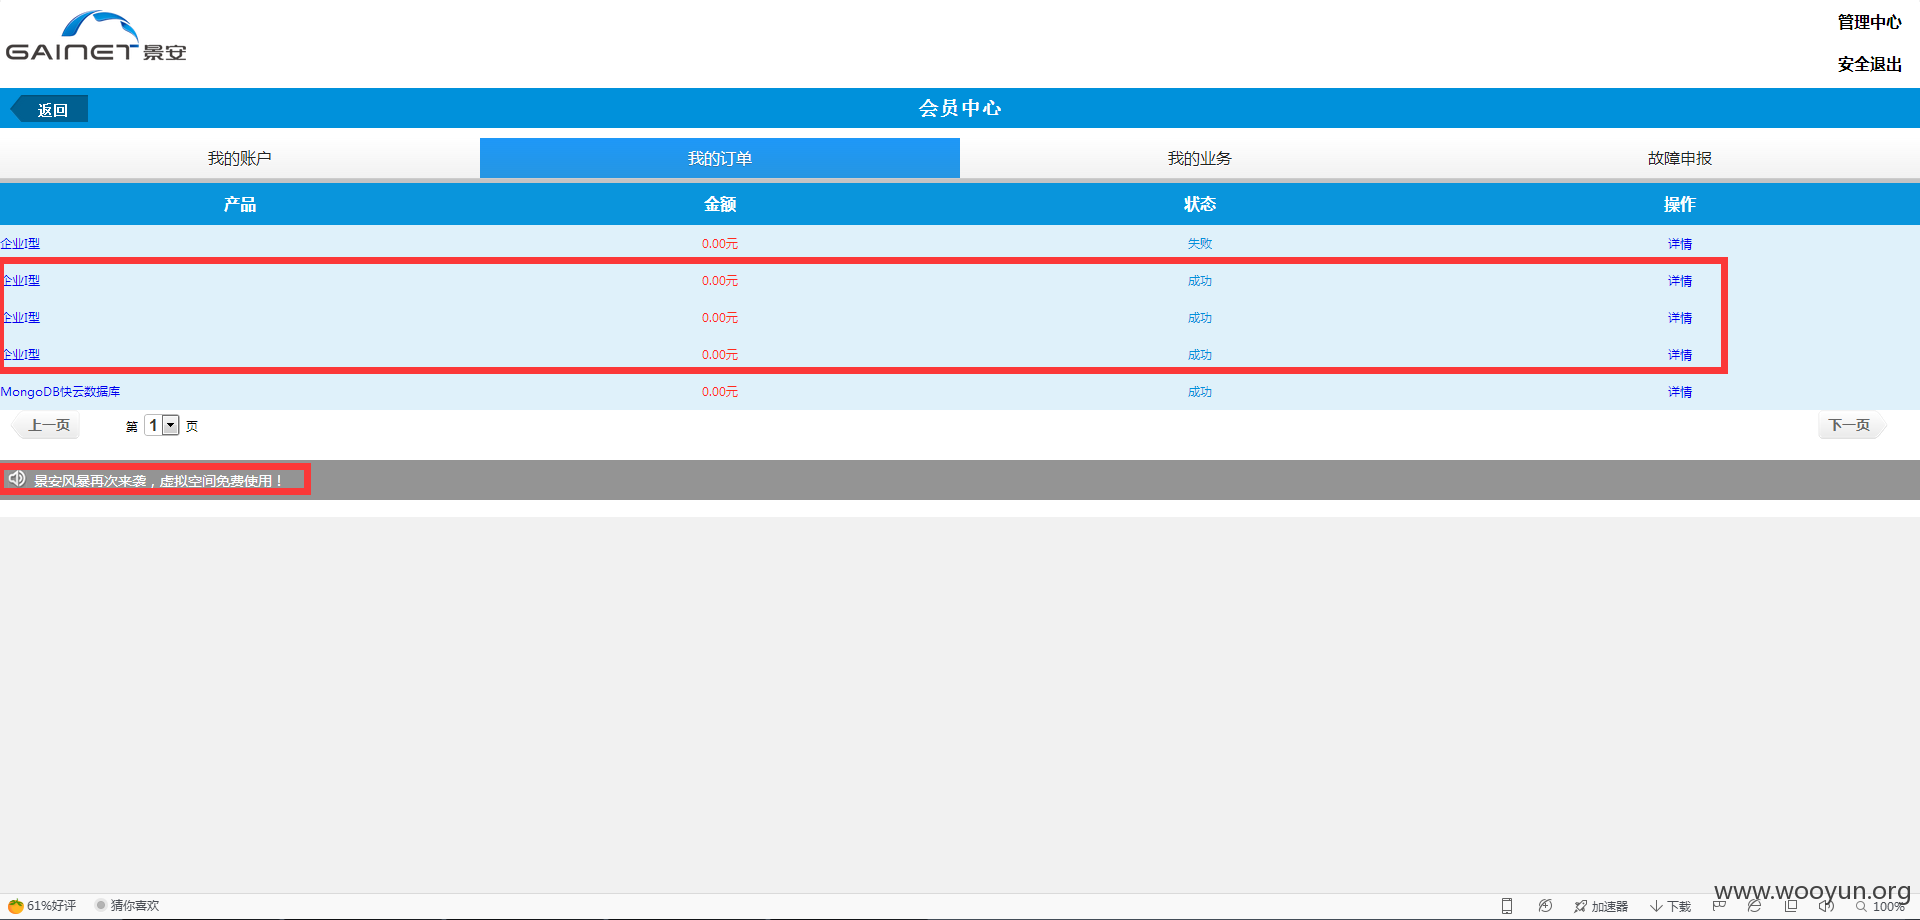 GAINET 景安
管理中心
安全退出
返回
会员中心
我的账户 我的订单 我的业务 故障申报
产品 金额 状态 操作
企业I型 0.00元 失败 详情
企业I型 0.00元 成功 详情
企业I型 0.00元 成功 详情
企业I型 0.00元 成功 详情
MongoDB快云数据库 0.00元 成功 详情
上一页 第 1 页 下一页
景安风暴再次来袭，虚拟空间免费使用！
www.wooyun.org
61%好评 猜你喜欢 加速器 下载 100%